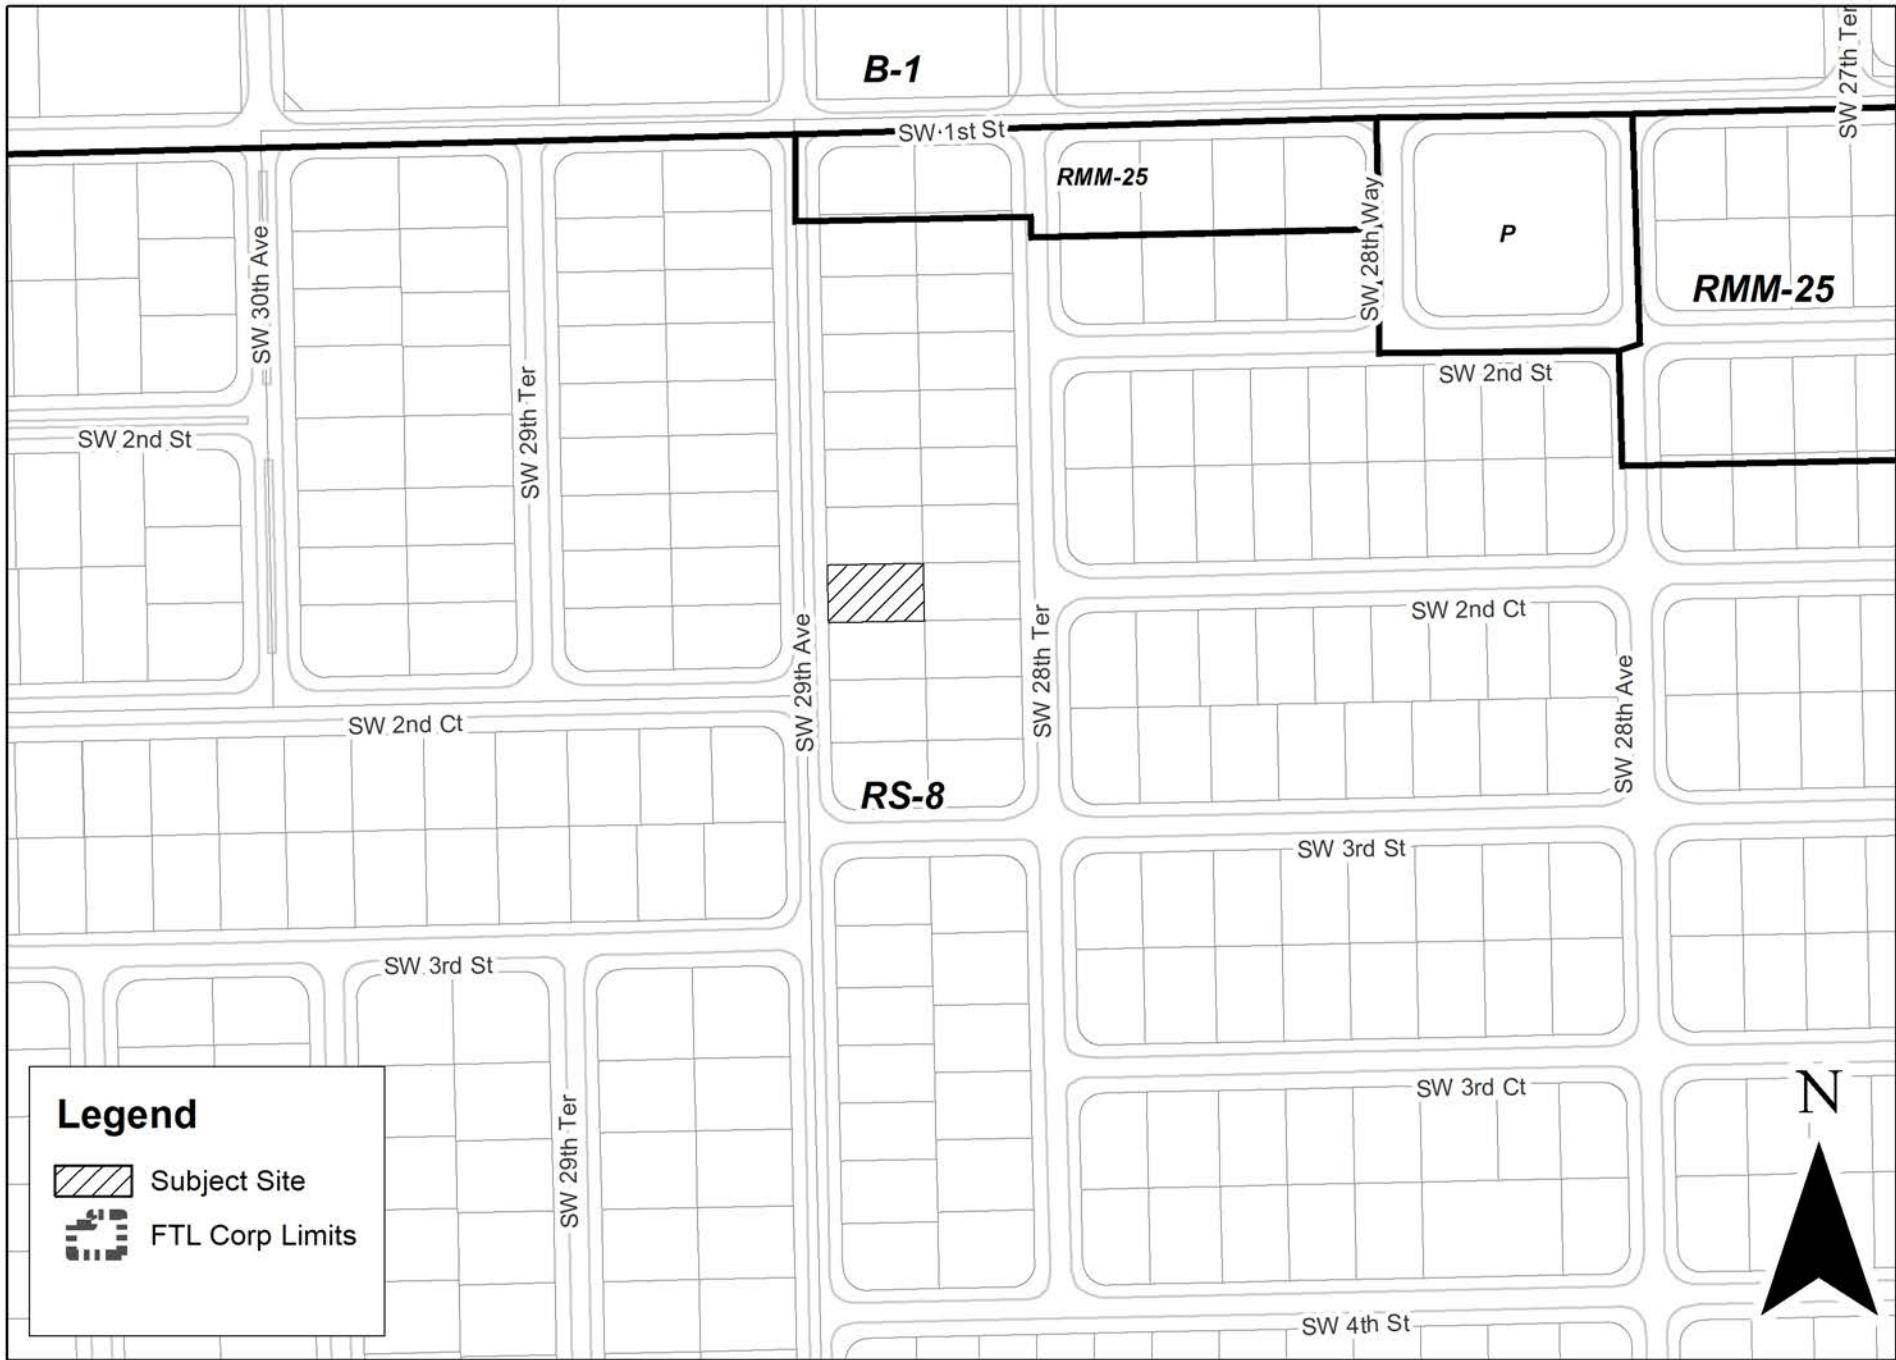 B-1
SW 27th Ter
SW 1st St
RMM-25
SW 28th Way
P
SW 30th Ave
RMM-25
SW 29th Ter
SW 2nd St
SW 2nd St
SW 2nd Ct
SW 29th Ave
SW 28th Ter
SW 28th Ave
SW 2nd Ct
RS-8
SW 3rd St
SW 3rd St
SW 3rd Ct
N
SW 29th Ter
Legend
Subject Site
FTL Corp Limits
SW 4th St